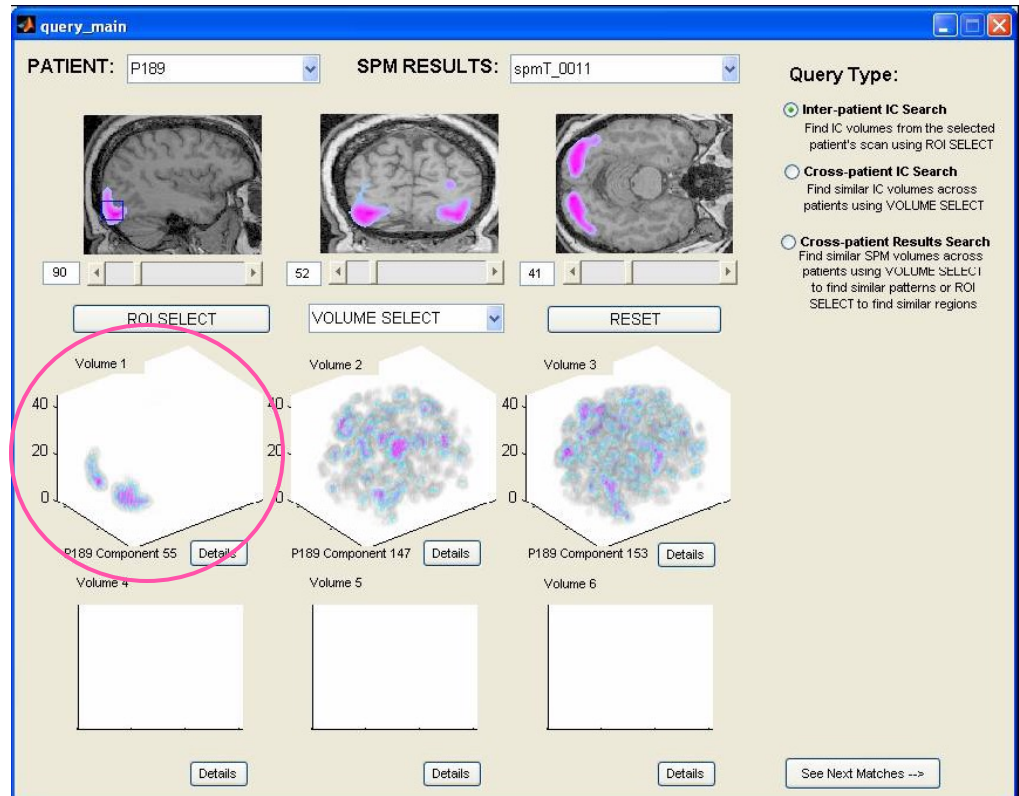 query_main
PATIENT: P189 SPM RESULTS: spmT_0011
90 52 41
ROI SELECT VOLUME SELECT RESET
Volume 1 Volume 2 Volume 3
40 40 40
20 20 20
0 0 0
P189 Component 55 Details P189 Component 147 Details P189 Component 153 Details
Volume 4 Volume 5 Volume 6
Details Details Details
Query Type:
Inter-patient IC Search
Find IC volumes from the selected
patient's scan using ROI SELECT
Cross-patient IC Search
Find similar IC volumes across
patients using VOLUME SELECT
Cross-patient Results Search
Find similar SPM volumes across
patients using VOLUME SELECT
to find similar patterns or ROI
SELECT to find similar regions
See Next Matches -->